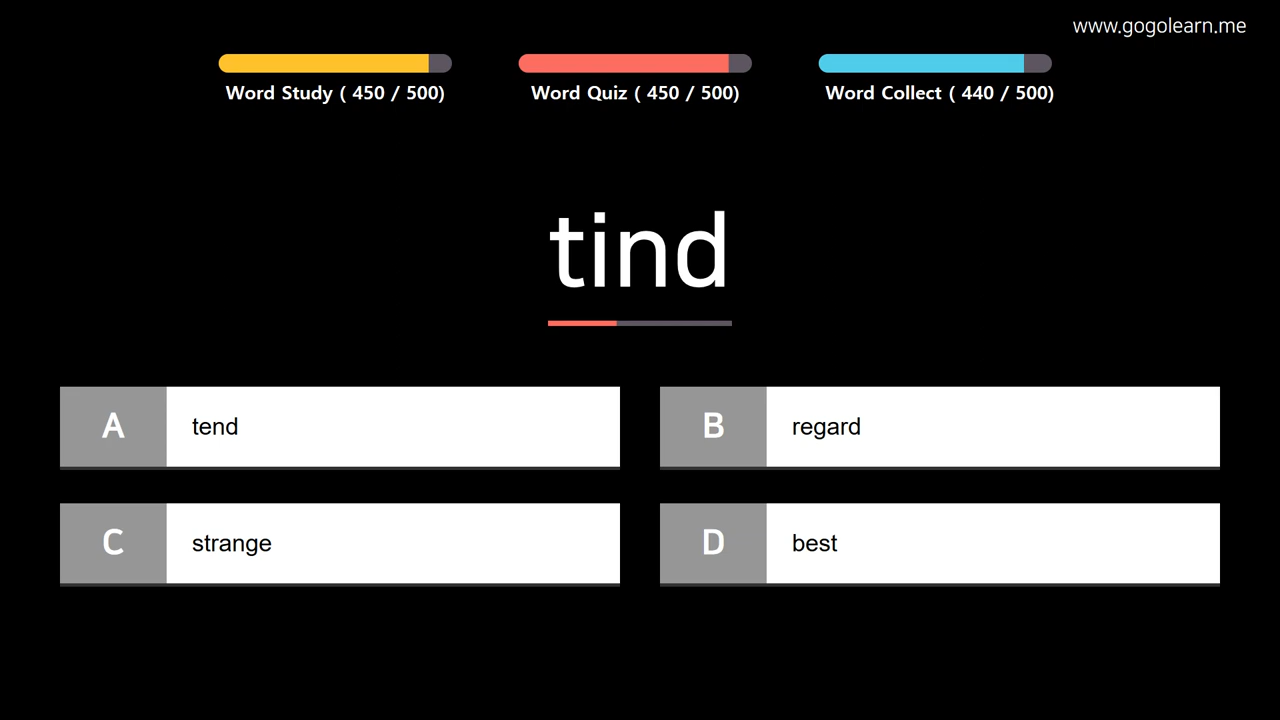 www.gogolearn.me
Word Study ( 450 / 500)
Word Quiz ( 450 / 500)
Word Collect ( 440 / 500)
tind
A tend
B regard
C strange
D best